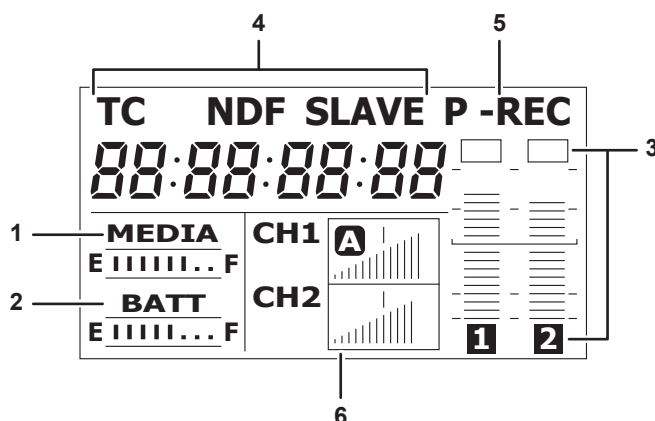 4 5
TC NDF SLAVE P -REC
88:88:88:88
3
1 MEDIA CH1 A
E F
2 BATT CH2
E F
1 2
6